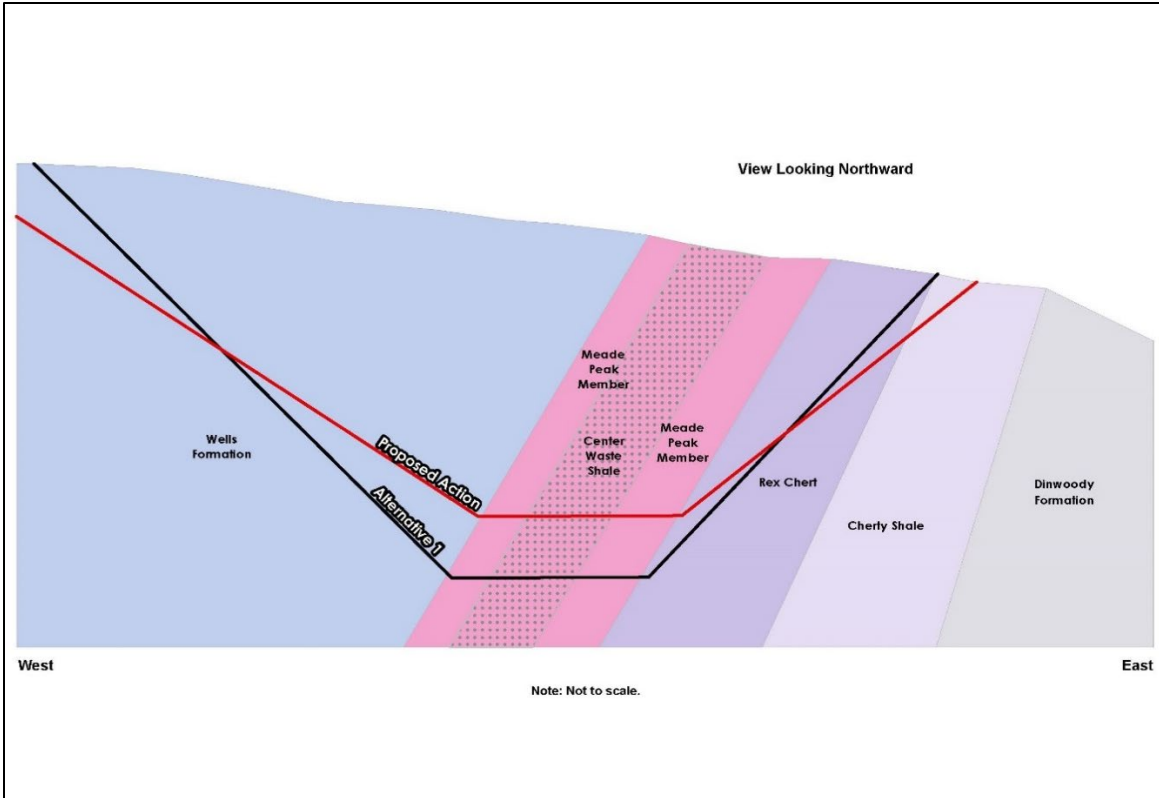 View Looking Northward
Meade
Peak
Member
Wells
Formation
Proposed Action
Alternative 1
Center
Waste
Shale
Meade
Peak
Member
Rex Chert
Cherty Shale
Dinwoody
Formation
West
East
Note: Not to scale.